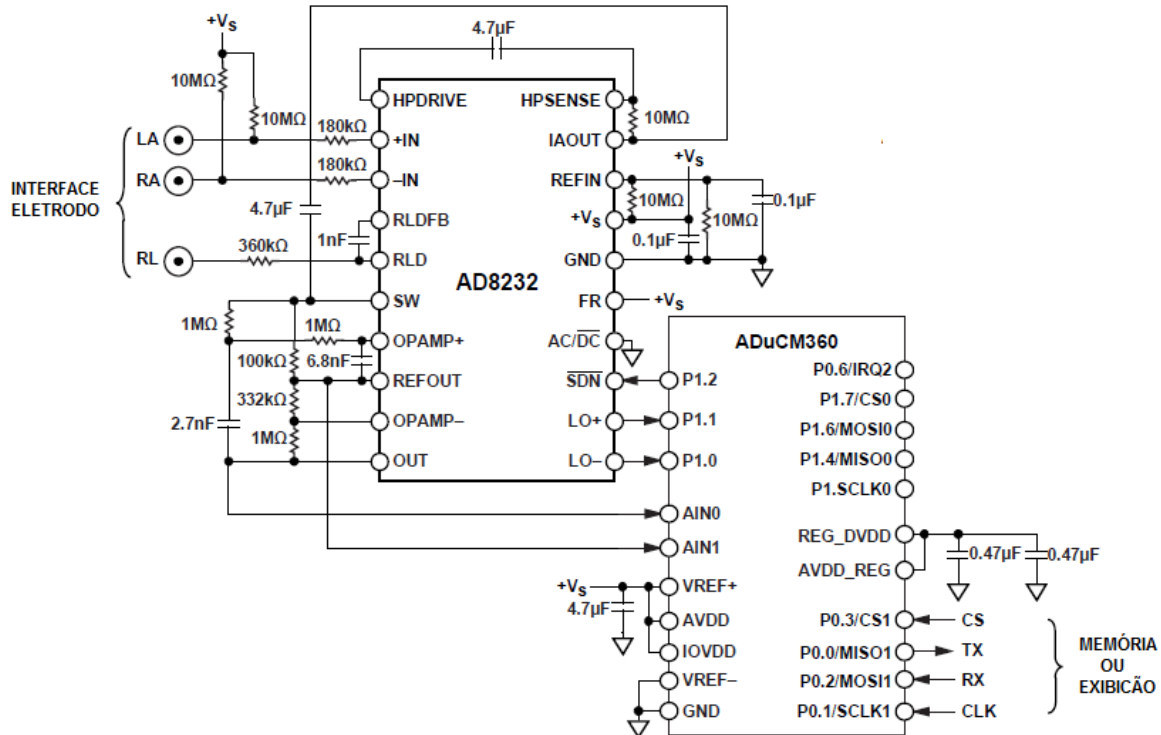 +Vs
4.7µF
10MΩ
HPDRIVE
HPSENSE
10MΩ
10MΩ
LA
180kΩ
+IN
IAOUT
+Vs
RA
180kΩ
–IN
REFIN
INTERFACE
ELETRODO
4.7µF
RLDFB
10MΩ
+Vs
10MΩ
0.1µF
1nF
0.1µF
RL
360kΩ
RLD
GND
AD8232
SW
FR
+Vs
1MΩ
1MΩ
OPAMP+
AC/DC
ADuCM360
100kΩ
6.8nF
P0.6/IRQ2
REFOUT
SDN
P1.2
P1.7/CS0
332kΩ
2.7nF
OPAMP–
LO+
P1.1
P1.6/MOSI0
1MΩ
OUT
LO–
P1.0
P1.4/MISO0
P1.SCLK0
AIN0
REG_DVDD
AIN1
0.47µF
0.47µF
AVDD_REG
+Vs
VREF+
4.7µF
AVDD
P0.3/CS1
CS
IOVDD
P0.0/MISO1
TX
MEMÓRIA
OU
EXIBICÃO
VREF–
P0.2/MOSI1
RX
GND
P0.1/SCLK1
CLK